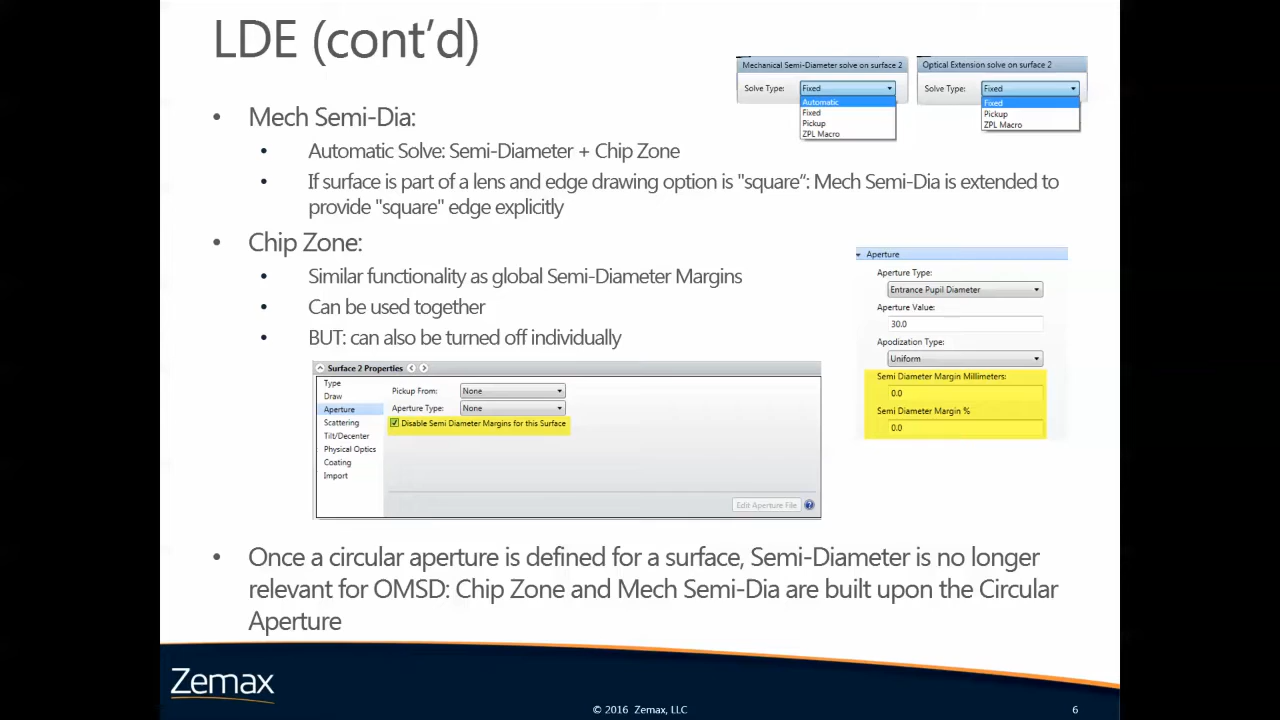 LDE (cont'd)
Mechanical Semi-Diameter solve on surface 2
Solve Type: Fixed
Automatic
Fixed
Pickup
ZPL Macro
Optical Extension solve on surface 2
Solve Type: Fixed
Fixed
Pickup
ZPL Macro
• Mech Semi-Dia:
• Automatic Solve: Semi-Diameter + Chip Zone
• If surface is part of a lens and edge drawing option is "square": Mech Semi-Dia is extended to
provide "square" edge explicitly
• Chip Zone:
• Similar functionality as global Semi-Diameter Margins
• Can be used together
• BUT: can also be turned off individually
Aperture
Aperture Type:
Entrance Pupil Diameter
Aperture Value:
30.0
Apodization Type:
Uniform
Semi Diameter Margin Millimeters:
0.0
Semi Diameter Margin %
0.0
Surface 2 Properties
Type
Draw
Aperture
Scattering
Tilt/Decenter
Physical Optics
Coating
Import
Pickup From: None
Aperture Type: None
Disable Semi Diameter Margins for this Surface
Edit Aperture File
• Once a circular aperture is defined for a surface, Semi-Diameter is no longer
relevant for OMSD: Chip Zone and Mech Semi-Dia are built upon the Circular
Aperture
Zemax
© 2016 Zemax, LLC
6